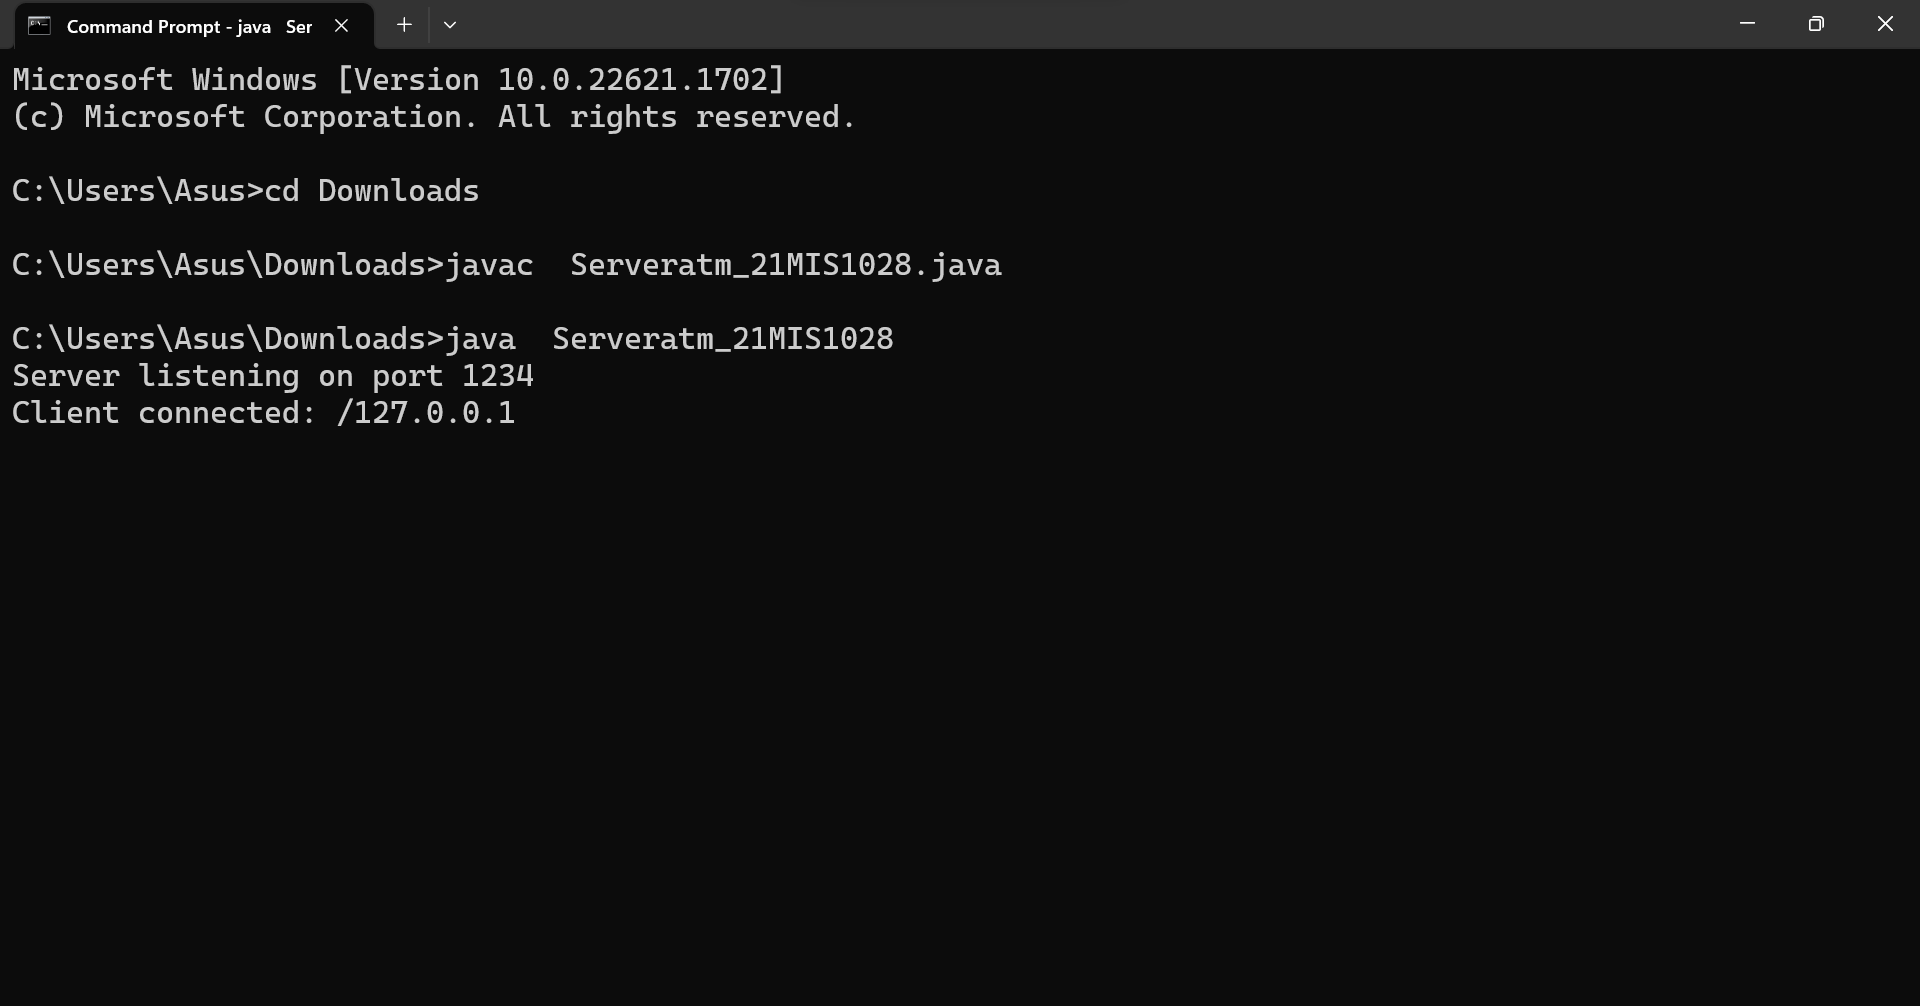 Command Prompt - java  Ser
Microsoft Windows [Version 10.0.22621.1702]
(c) Microsoft Corporation. All rights reserved.
C:\Users\Asus>cd Downloads
C:\Users\Asus\Downloads>javac  Serveratm_21MIS1028.java
C:\Users\Asus\Downloads>java  Serveratm_21MIS1028
Server listening on port 1234
Client connected: /127.0.0.1